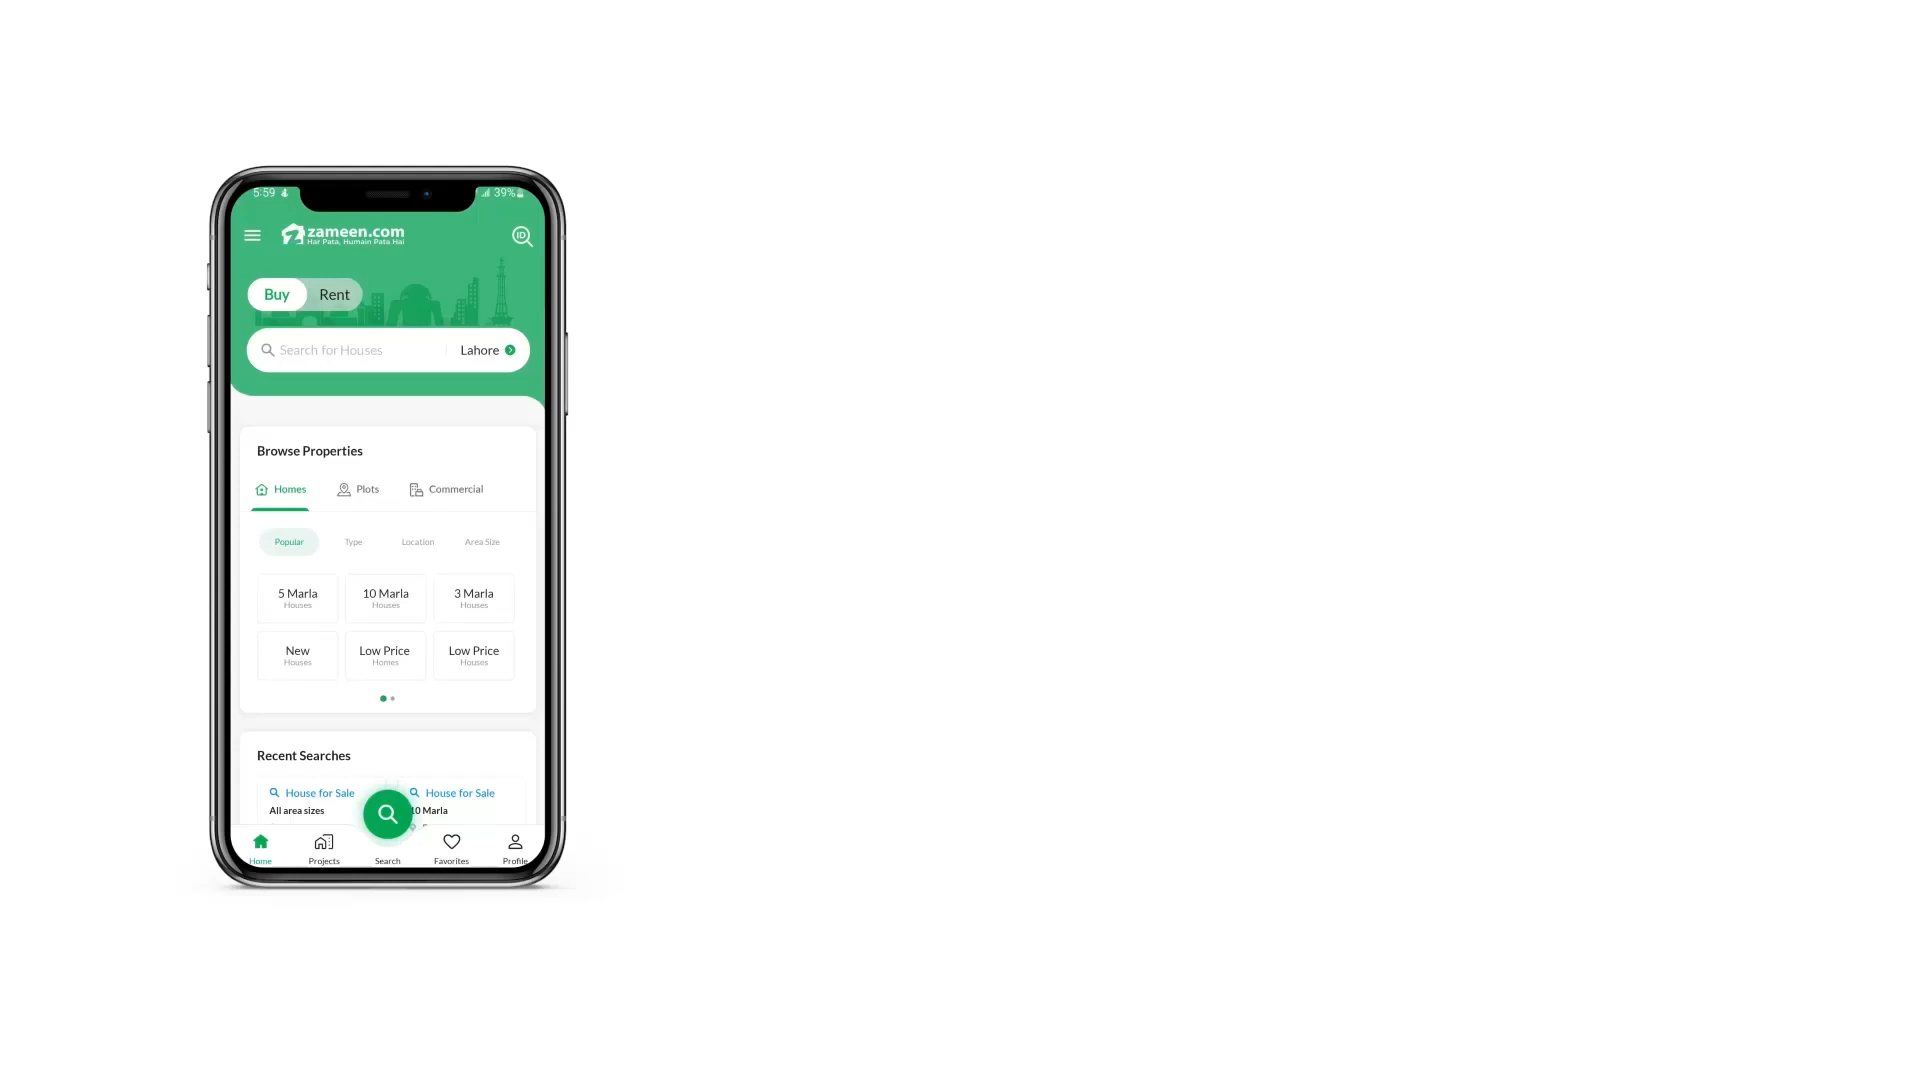 5:59
39%
zameen.com
Har Pata, Humain Pata Hai
ID
Buy Rent
Search for Houses Lahore
Browse Properties
Homes Plots Commercial
Popular Type Location Area Size
5 Marla 10 Marla 3 Marla
Houses Houses Houses
New Low Price Low Price
Houses Homes Houses
Recent Searches
House for Sale House for Sale
All area sizes 10 Marla
Home Projects Search Favorites Profile